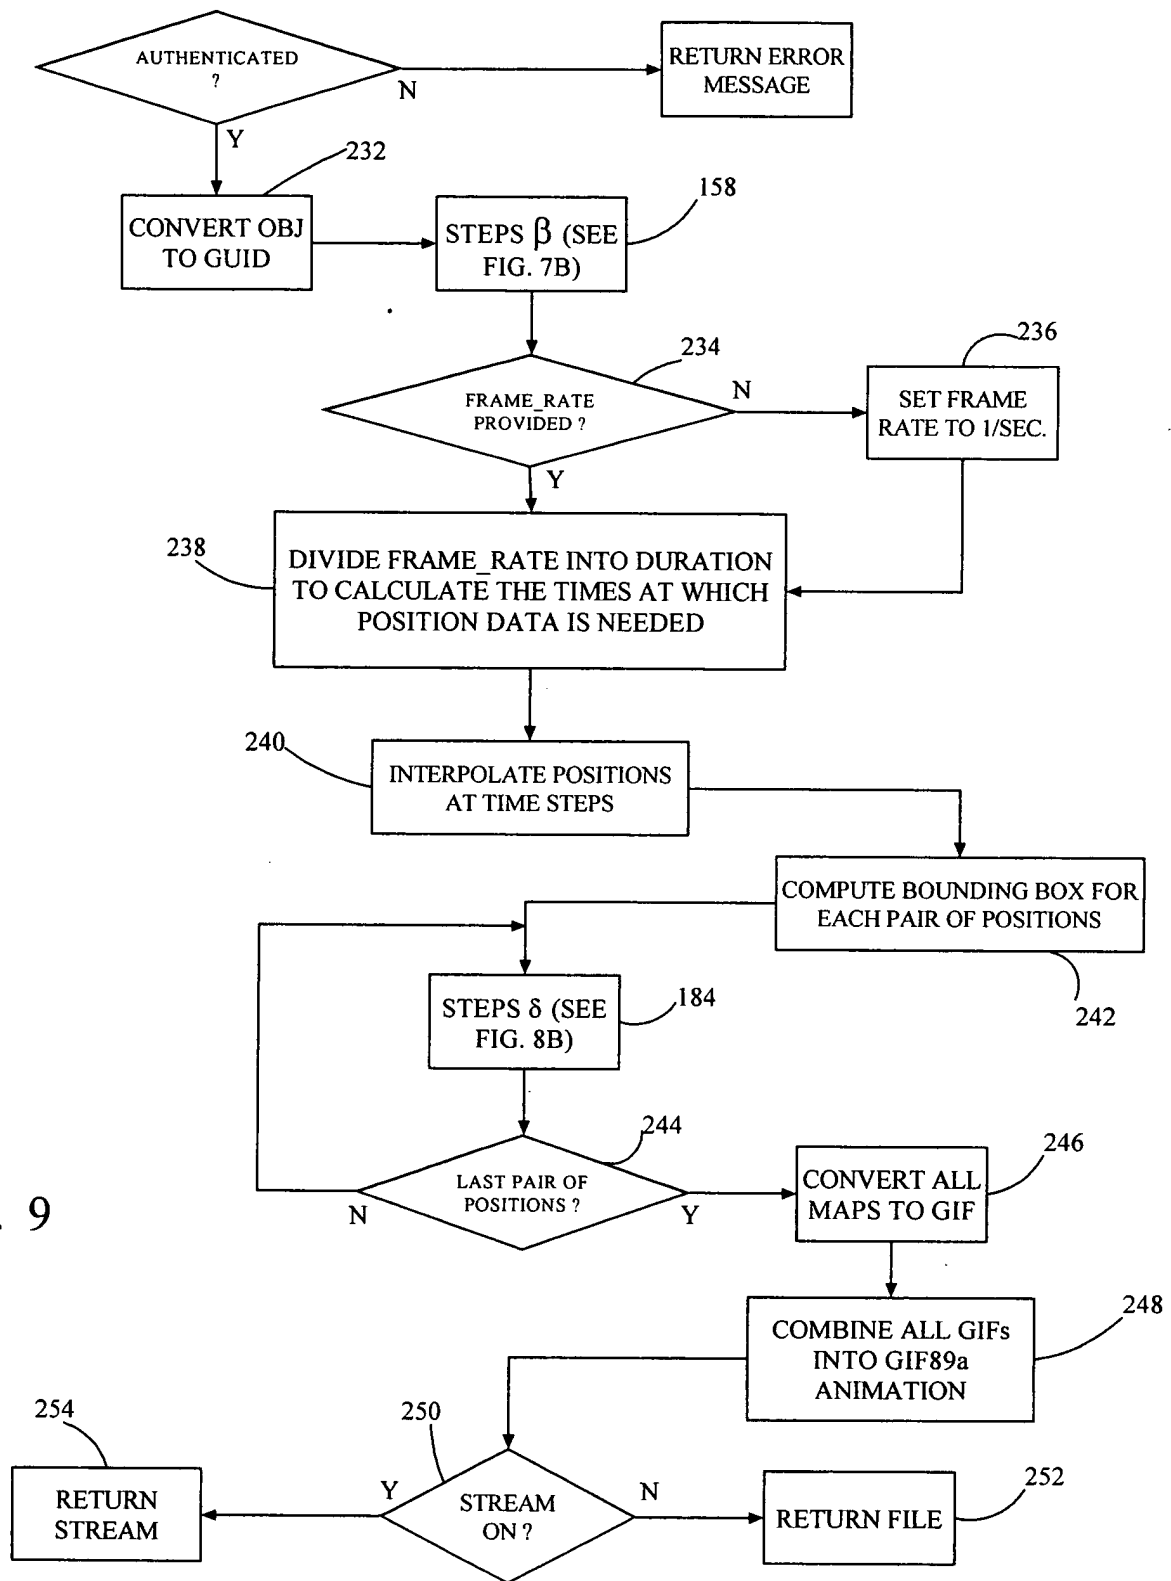 AUTHENTICATED
?
N
RETURN ERROR
MESSAGE
Y
232
CONVERT OBJ
TO GUID
158
STEPS β (SEE
FIG. 7B)
234
FRAME_RATE
PROVIDED ?
N
236
SET FRAME
RATE TO 1/SEC.
Y
238
DIVIDE FRAME_RATE INTO DURATION
TO CALCULATE THE TIMES AT WHICH
POSITION DATA IS NEEDED
240
INTERPOLATE POSITIONS
AT TIME STEPS
COMPUTE BOUNDING BOX FOR
EACH PAIR OF POSITIONS
242
STEPS δ (SEE
FIG. 8B)
184
244
LAST PAIR OF
POSITIONS ?
N
Y
246
CONVERT ALL
MAPS TO GIF
. 9
248
COMBINE ALL GIFs
INTO GIF89a
ANIMATION
254
250
RETURN
STREAM
Y
STREAM
ON ?
N
252
RETURN FILE